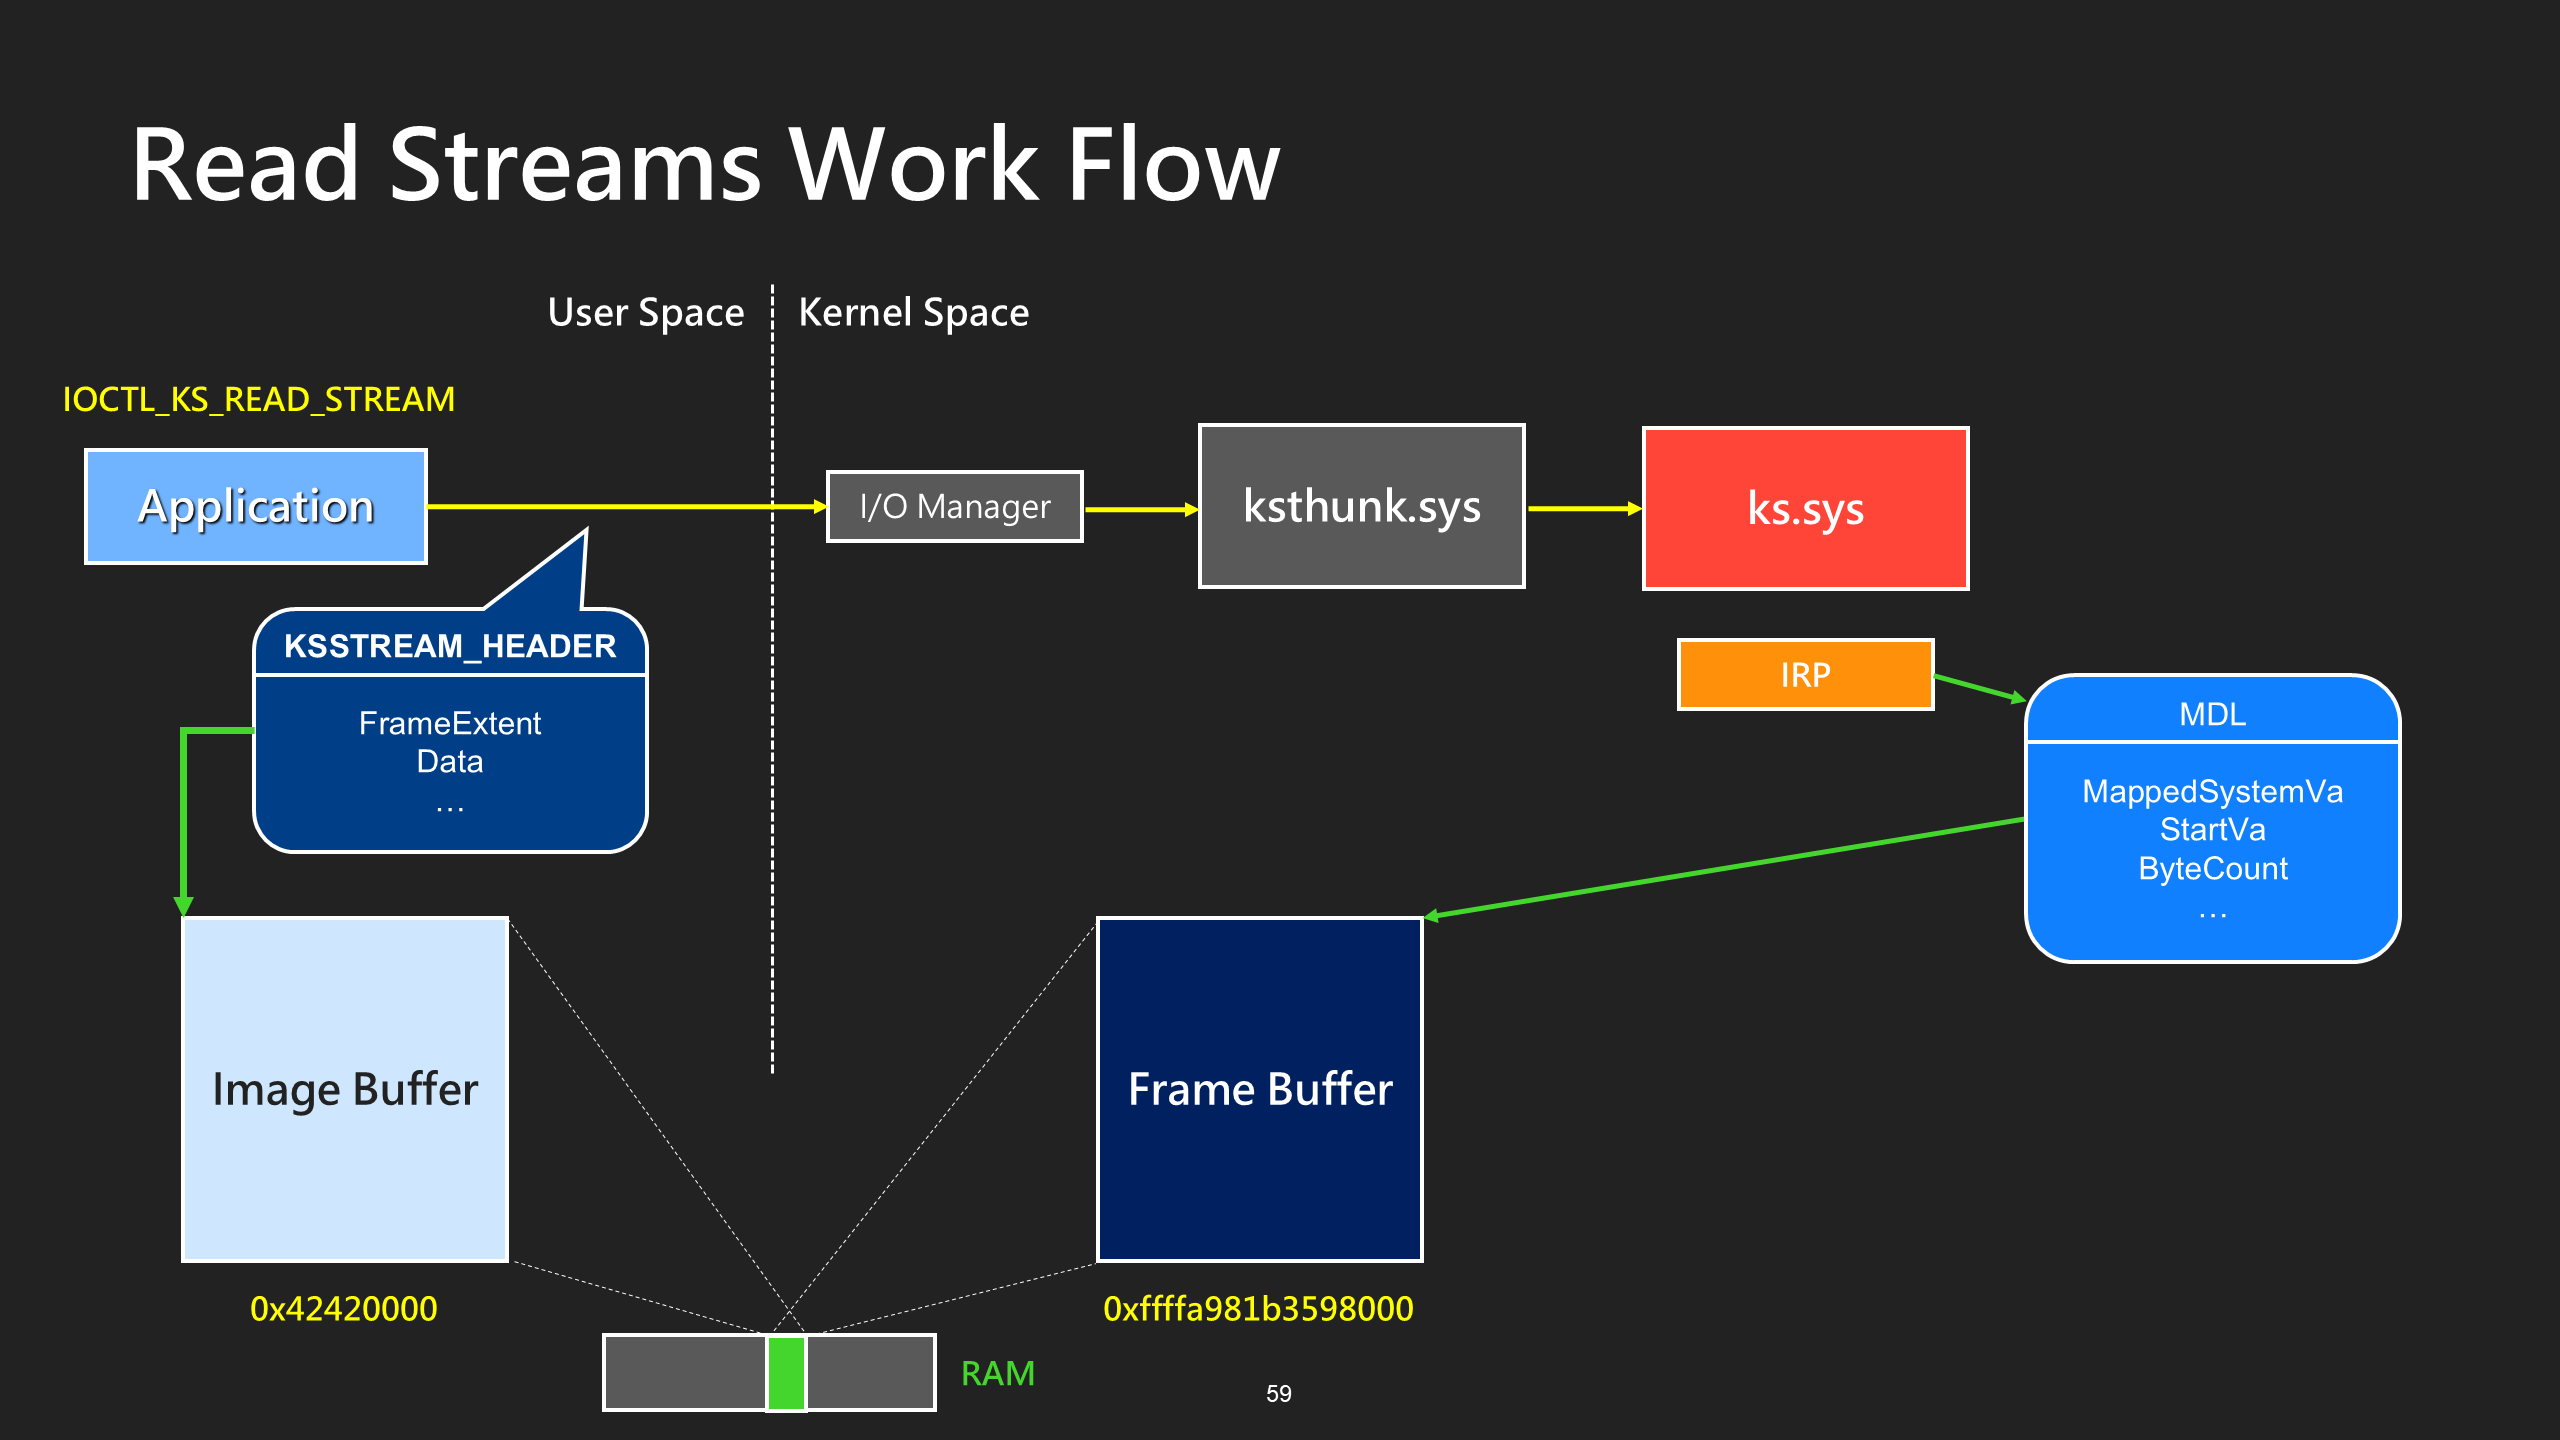 Read Streams Work Flow
User Space
Kernel Space
IOCTL_KS_READ_STREAM
Application
I/O Manager
ksthunk.sys
ks.sys
KSSTREAM_HEADER
FrameExtent
Data
...
IRP
MDL
MappedSystemVa
StartVa
ByteCount
...
Image Buffer
Frame Buffer
0x42420000
0xffffa981b3598000
RAM
59